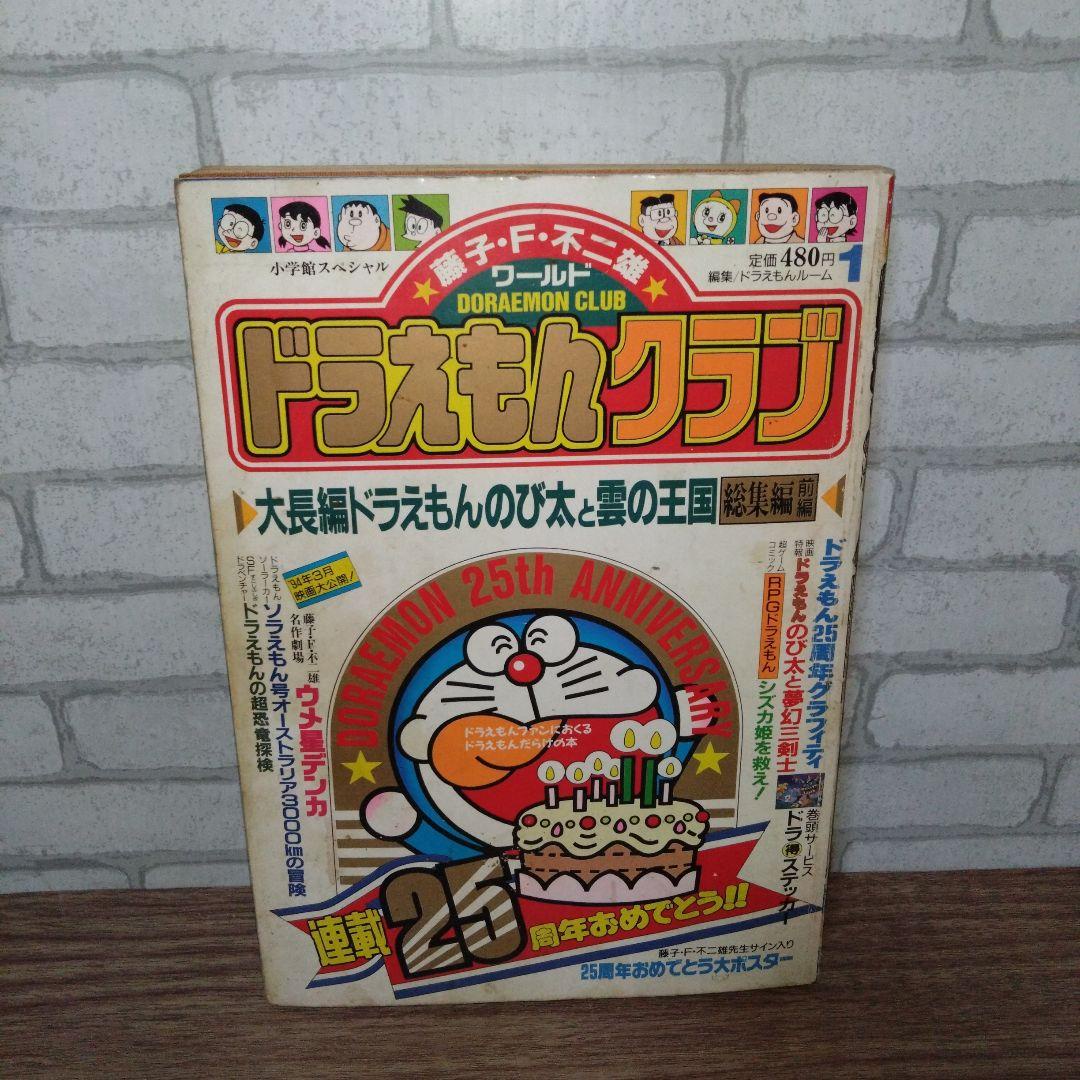 小学館スペシャル
藤子・F・不二雄
ワールド
DORAEMON CLUB
定価480円
編集/ドラえもんルーム
1
ドラえもんクラブ
大長編ドラえもんのび太と雲の王国
総集編
前編
ドラえもん25周年グラフィティ
映画特報
ドラえもんのび太と夢幻三剣士
超ゲームコミック
RPGドラえもん
シズカ姫を救え!
巻頭サービス
ドラ得ステッカー
'94年3月
映画大公開!
藤子・F・不二雄
名作劇場
ウメ星デンカ
ドラえもん
ソーラーカー
ソラえもん号オーストラリア3000kmの冒険
ドラベンチャー
ドラえもんの超恐竜探検
DORAEMON 25th ANNIVERSARY
ドラえもんファンにおくる
ドラえもんだらけの本
連載25周年おめでとう!!
藤子・F・不二雄先生サイン入り
25周年おめでとう大ポスター